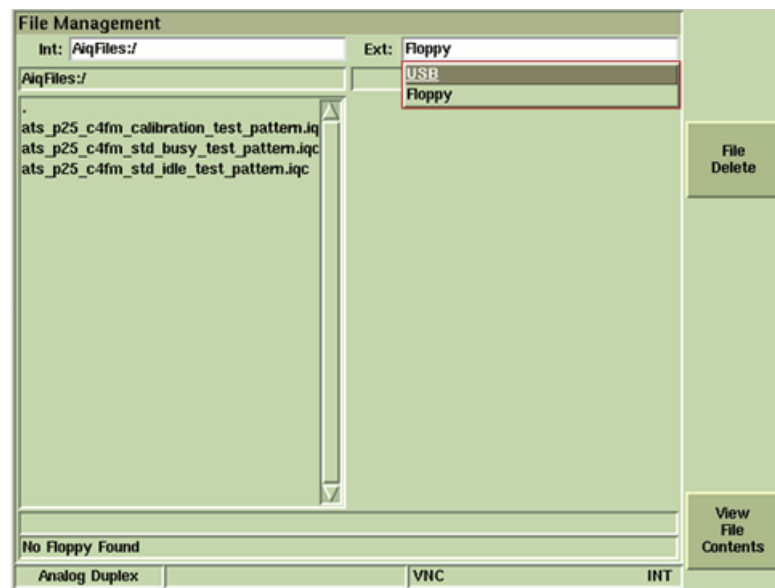 File Management
Int: AiqFiles:/ Ext: Floppy
AiqFiles:/
USB
Floppy
.
ats_p25_c4fm_calibration_test_pattern.iq
ats_p25_c4fm_std_busy_test_pattern.iqc
ats_p25_c4fm_std_idle_test_pattern.iqc
File
Delete
View
File
Contents
No Floppy Found
Analog Duplex VNC INT